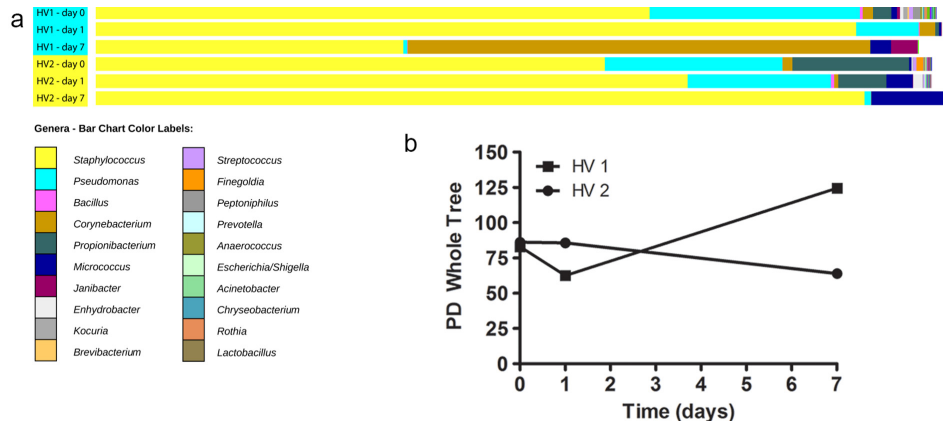 a
HV1 - day 0
HV1 - day 1
HV1 - day 7
HV2 - day 0
HV2 - day 1
HV2 - day 7
Genera - Bar Chart Color Labels:
Staphylococcus
Pseudomonas
Bacillus
Corynebacterium
Propionibacterium
Micrococcus
Janibacter
Enhydrobacter
Kocuria
Brevibacterium
Streptococcus
Finegoldia
Peptoniphilus
Prevotella
Anaerococcus
Escherichia/Shigella
Acinetobacter
Chryseobacterium
Rothia
Lactobacillus
b
PD Whole Tree
150
125
100
75
50
25
0
HV 1
HV 2
0 1 2 3 4 5 6 7
Time (days)